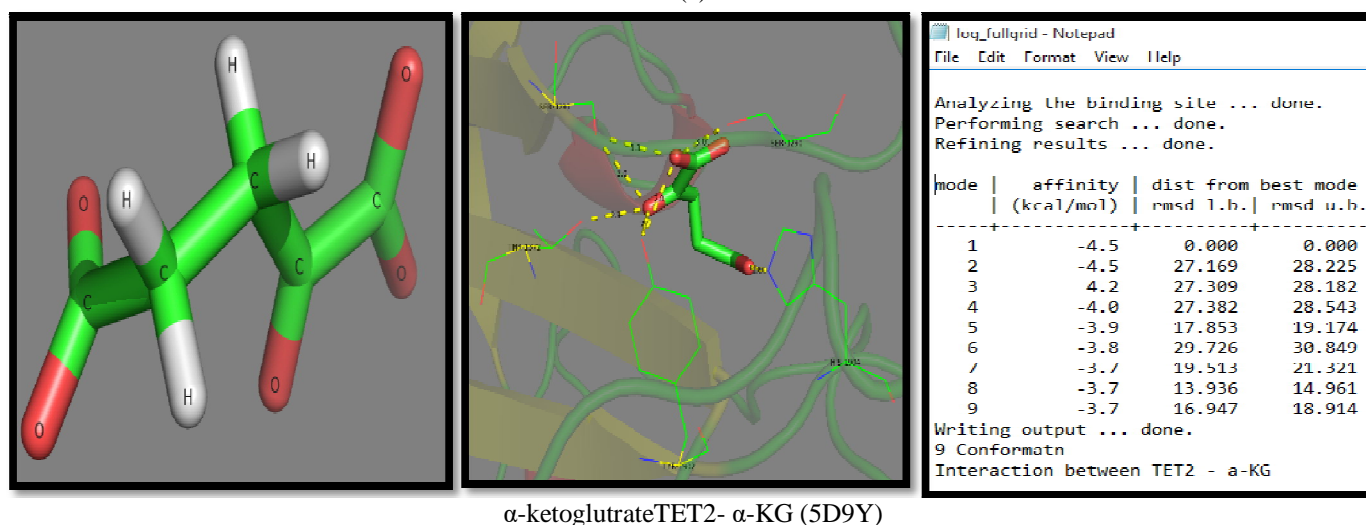 H
O
H
C
O
C
H
C
O
C
C
O
H
O
O
log_fullgrid - Notepad
File Edit Format View Help
Analyzing the binding site ... done.
Performing search ... done.
Refining results ... done.
mode | affinity | dist from best mode
| (kcal/mol) | rmsd l.b.| rmsd u.b.
-----+------------+----------+----------
1 -4.5 0.000 0.000
2 -4.5 27.169 28.225
3 4.2 27.309 28.182
4 -4.0 27.382 28.543
5 -3.9 17.853 19.174
6 -3.8 29.726 30.849
7 -3.7 19.513 21.321
8 -3.7 13.936 14.961
9 -3.7 16.947 18.914
Writing output ... done.
9 Conformatn
Interaction between TET2 - a-KG
α-ketoglutrateTET2- α-KG (5D9Y)